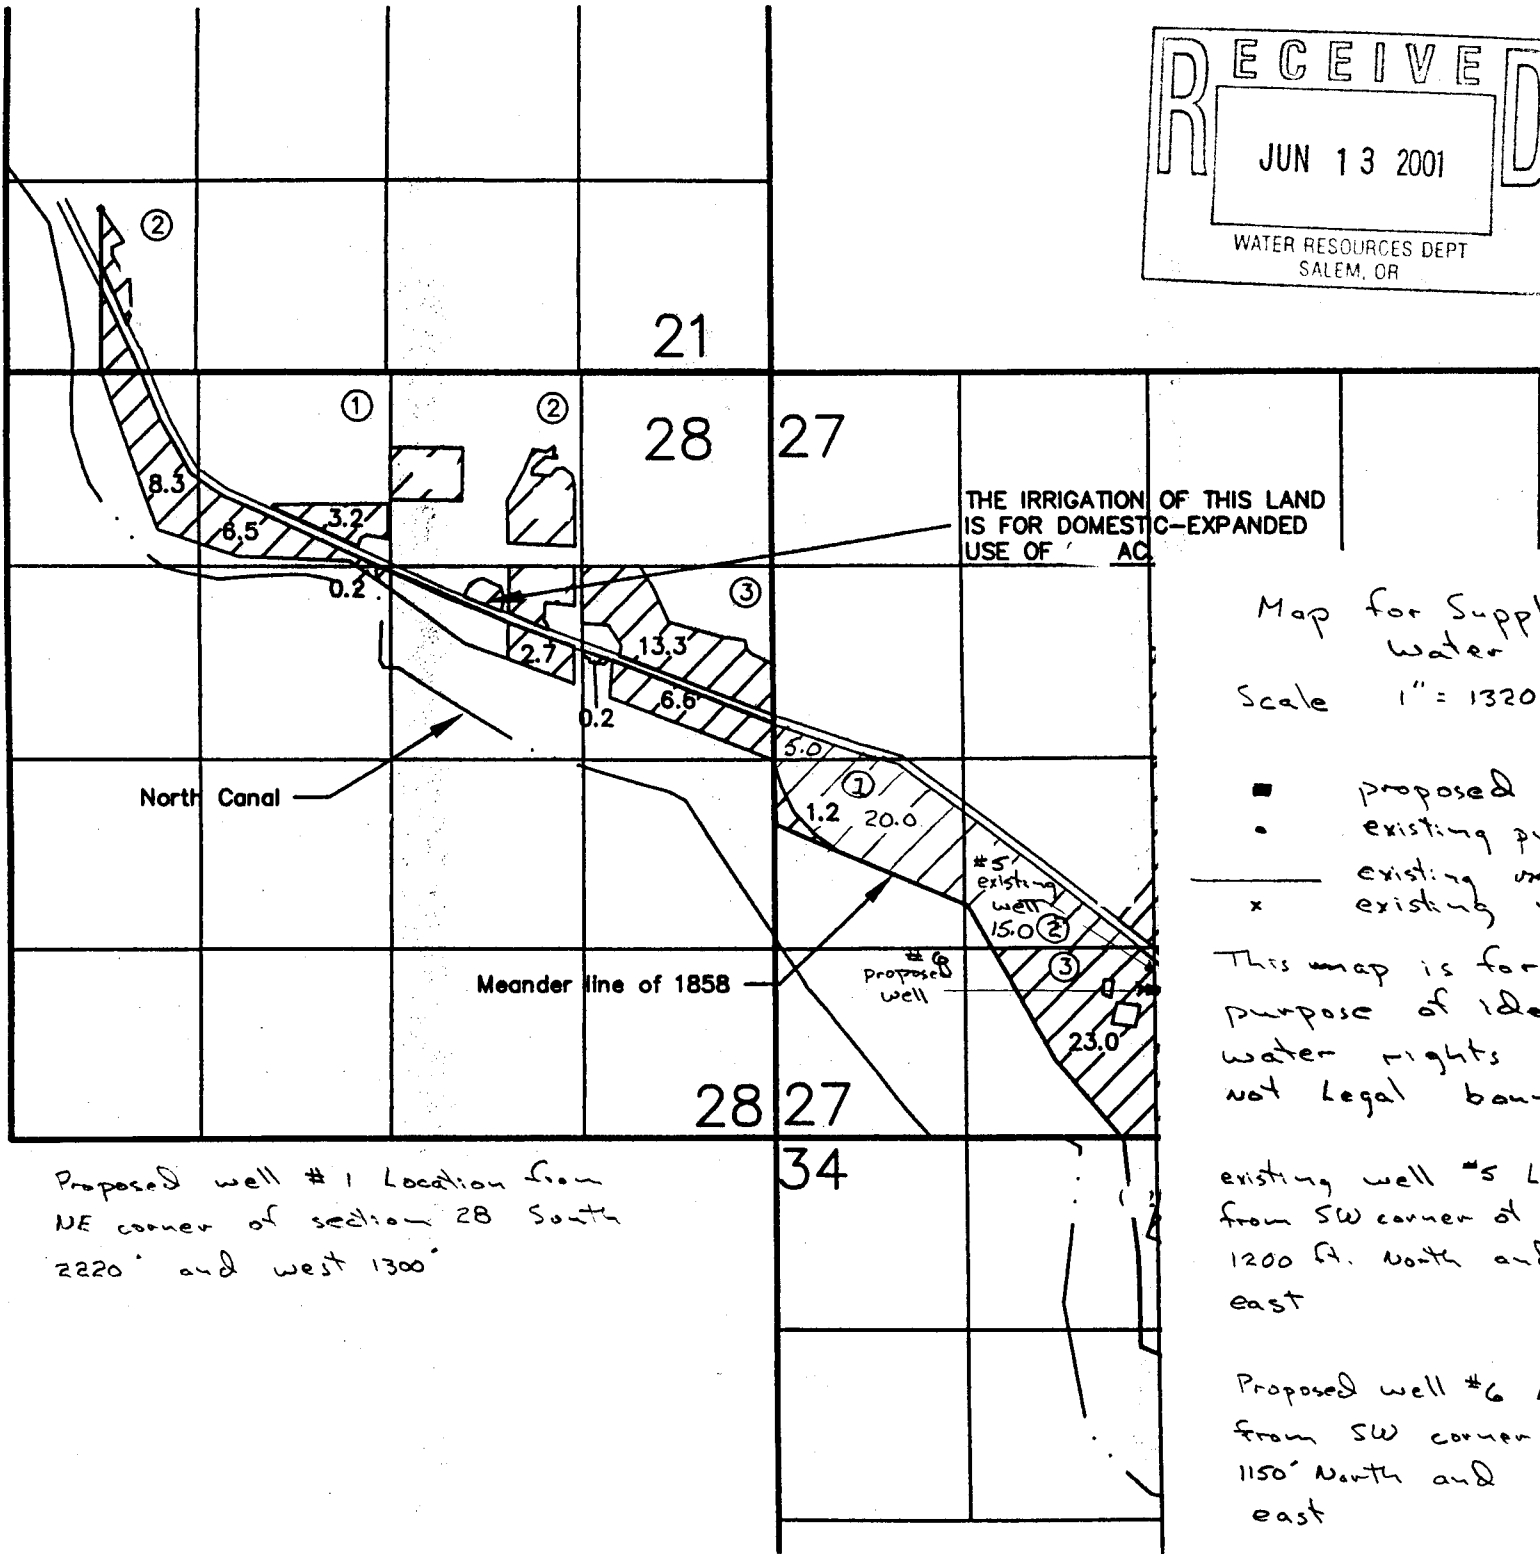 RECEIVED
JUN 13 2001
WATER RESOURCES DEPT
SALEM, OR
②
21
①
②
28
27
8.3
6.5
3.2
0.2
THE IRRIGATION OF THIS LAND
IS FOR DOMESTIC-EXPANDED
USE OF AC.
③
13.3
2.7
6.6
0.2
Map for Suppl
water
Scale 1" = 1320
North Canal
5.0
①
1.2
20.0
proposed
existing
existing
existing
#5
existing
well
15.0 ②
③
#6
proposed
well
Meander line of 1858
23.0
This map is for
purpose of ide
water rights
Not Legal boun
28
27
34
Proposed well #1 Location from
NE corner of section 28 South
2220' and west 1300'
existing well #5 L
from SW corner of
1200 ft. North and
east
Proposed well #6
from SW corner
1150' North and
east